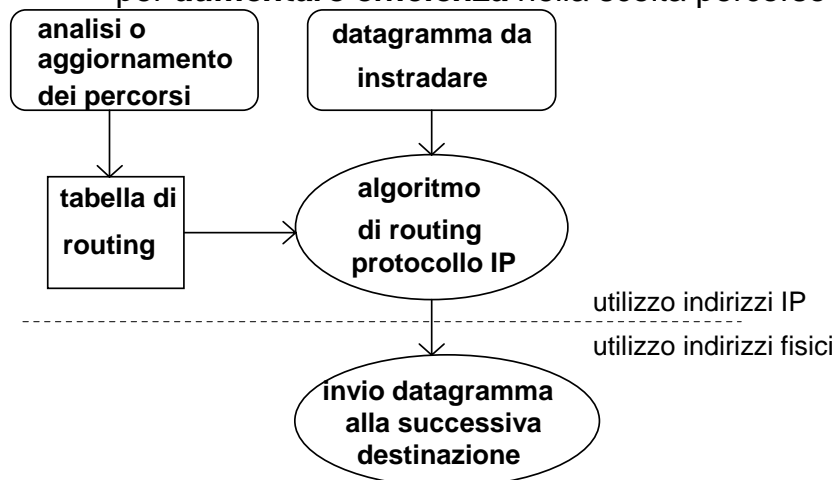 analisi o
aggiornamento
dei percorsi
datagramma da
instradare
tabella di
routing
algoritmo
di routing
protocollo IP
utilizzo indirizzi IP
utilizzo indirizzi fisici
invio datagramma
alla successiva
destinazione